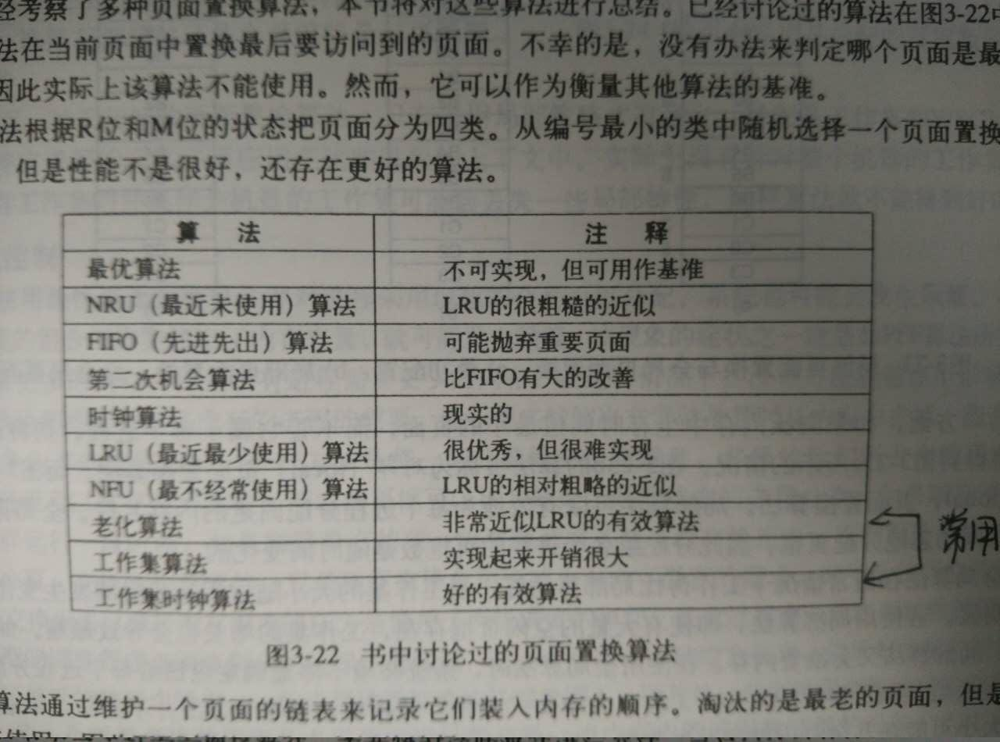 经考察了多种页面置换算法，本节将对这些算法进行总结。已经讨论过的算法在图3-22中
法在当前页面中置换最后要访问到的页面。不幸的是，没有办法来判定哪个页面是最
因此实际上该算法不能使用。然而，它可以作为衡量其他算法的基准。
法根据R位和M位的状态把页面分为四类。从编号最小的类中随机选择一个页面置换
但是性能不是很好，还存在更好的算法。
算 法 注 释
最优算法 不可实现，但可用作基准
NRU（最近未使用）算法 LRU的很粗糙的近似
FIFO（先进先出）算法 可能抛弃重要页面
第二次机会算法 比FIFO有大的改善
时钟算法 现实的
LRU（最近最少使用）算法 很优秀，但很难实现
NFU（最不经常使用）算法 LRU的相对粗略的近似
老化算法 非常近似LRU的有效算法
常用
工作集算法 实现起来开销很大
工作集时钟算法 好的有效算法
图3-22 书中讨论过的页面置换算法
算法通过维护一个页面的链表来记录它们装入内存的顺序。淘汰的是最老的页面，但是